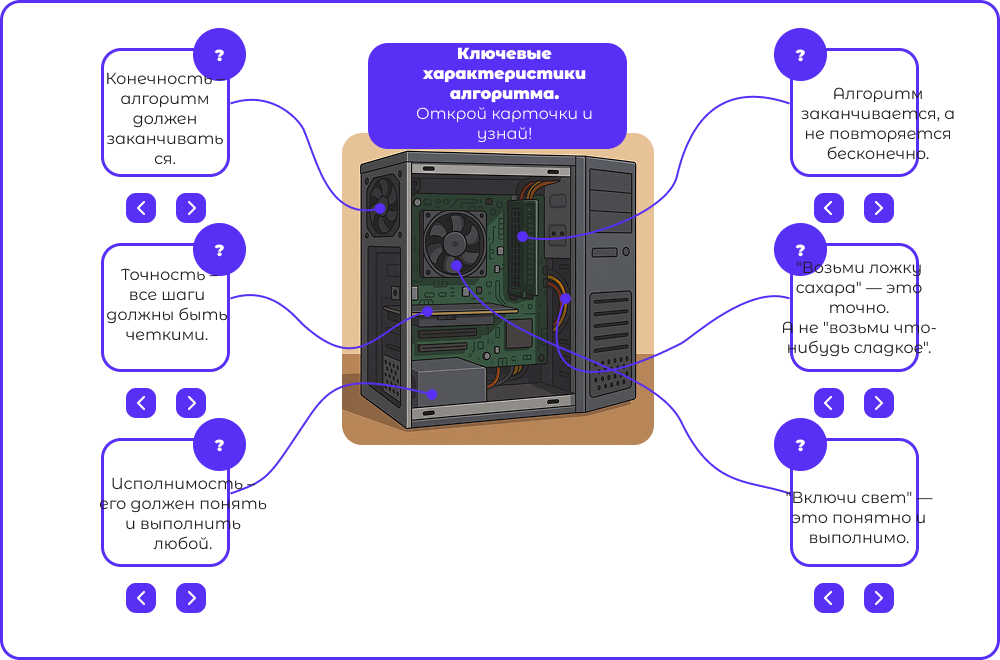 Ключевые
характеристики
алгоритма.
Открой карточки и
узнай!
?
Конечность –
алгоритм
должен
заканчивать
ся.
?
Точность –
все шаги
должны быть
четкими.
?
Исполнимость –
его должен понять
и выполнить
любой.
?
Алгоритм
заканчивается, а
не повторяется
бесконечно.
?
"Возьми ложку
сахара" — это
точно.
А не "возьми что-
нибудь сладкое".
?
"Включи свет" —
это понятно и
выполнимо.